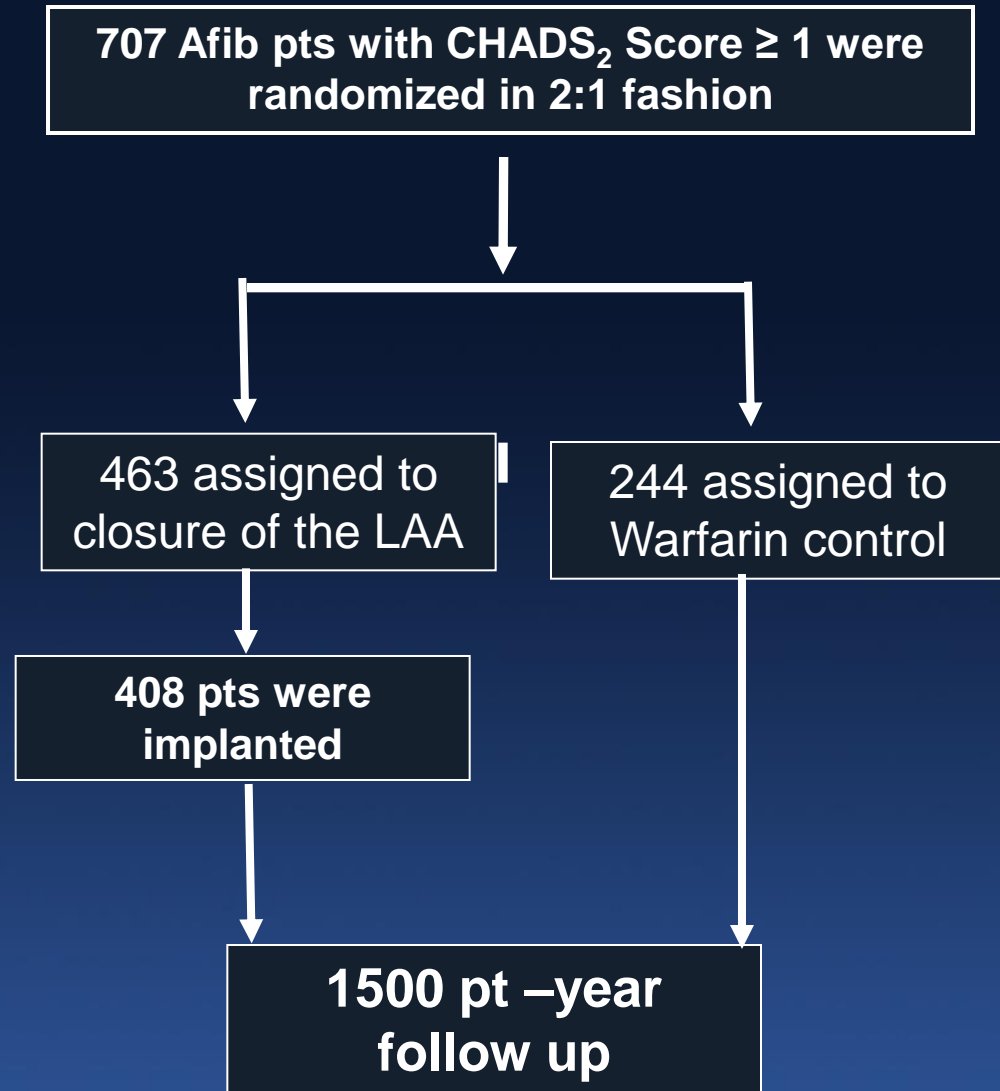 707 Afib pts with CHADS₂ Score ≥ 1 were
randomized in 2:1 fashion
463 assigned to
closure of the LAA
244 assigned to
Warfarin control
408 pts were
implanted
1500 pt –year
follow up